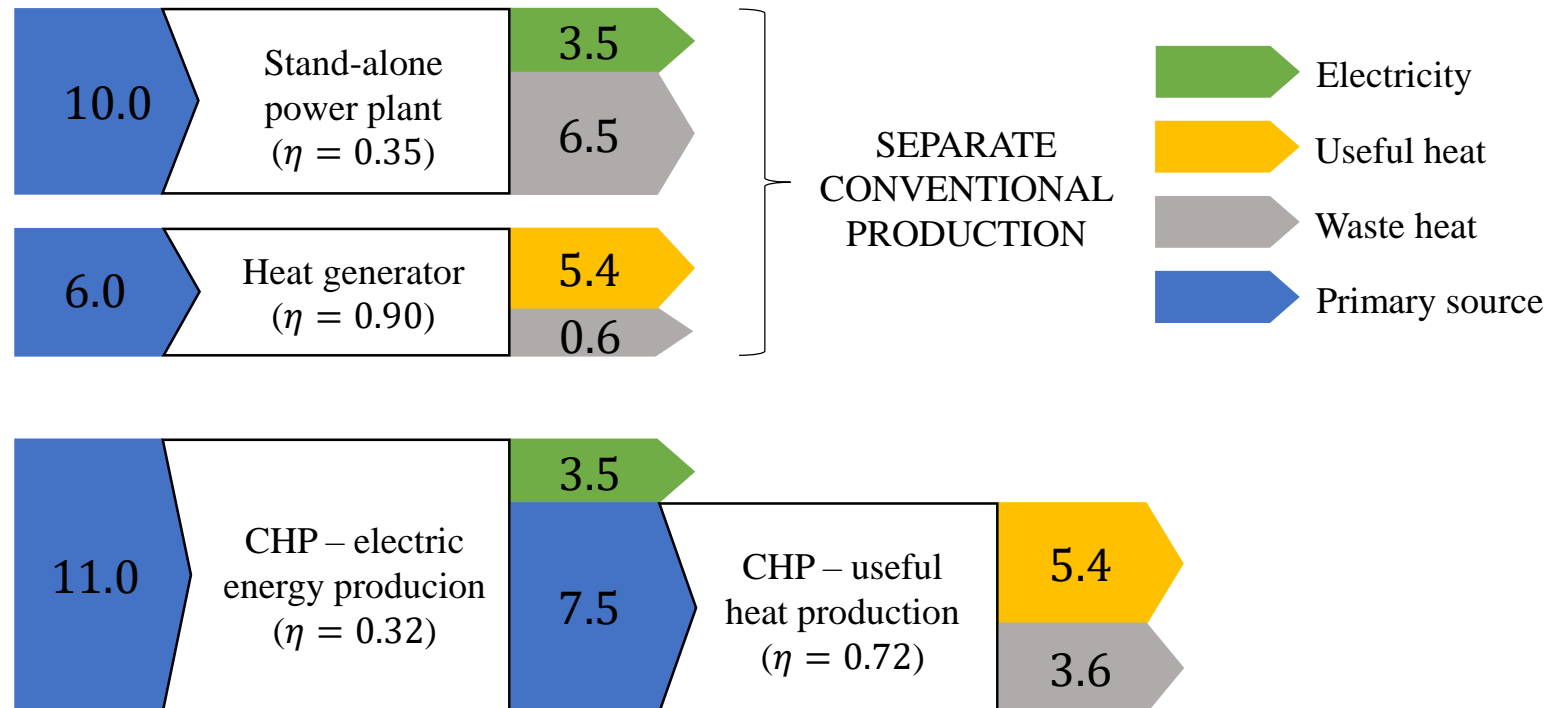 10.0
Stand-alone
power plant
(𝜂 = 0.35)
3.5
6.5
6.0
Heat generator
(𝜂 = 0.90)
5.4
0.6
SEPARATE
CONVENTIONAL
PRODUCTION
Electricity
Useful heat
Waste heat
Primary source
11.0
CHP – electric
energy producion
(𝜂 = 0.32)
3.5
7.5
CHP – useful
heat production
(𝜂 = 0.72)
5.4
3.6